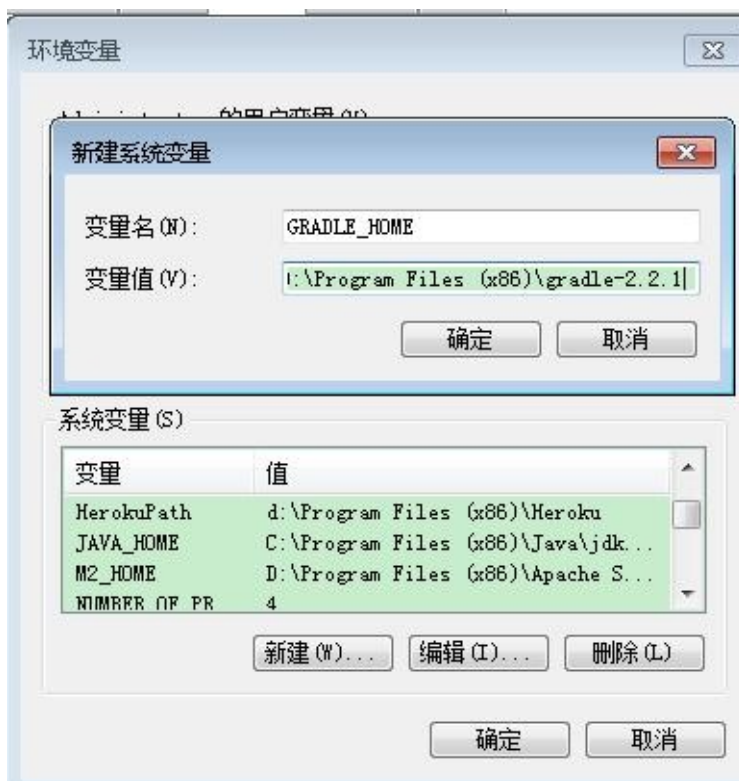 环境变量
新建系统变量
变量名(N):
GRADLE_HOME
变量值(V):
:\Program Files (x86)\gradle-2.2.1
确定 取消
系统变量(S)
变量 值
HerokuPath d:\Program Files (x86)\Heroku
JAVA_HOME C:\Program Files (x86)\Java\jdk...
M2_HOME D:\Program Files (x86)\Apache S...
NUMBER_OF_PR 4
新建(W)... 编辑(I)... 删除(L)
确定 取消